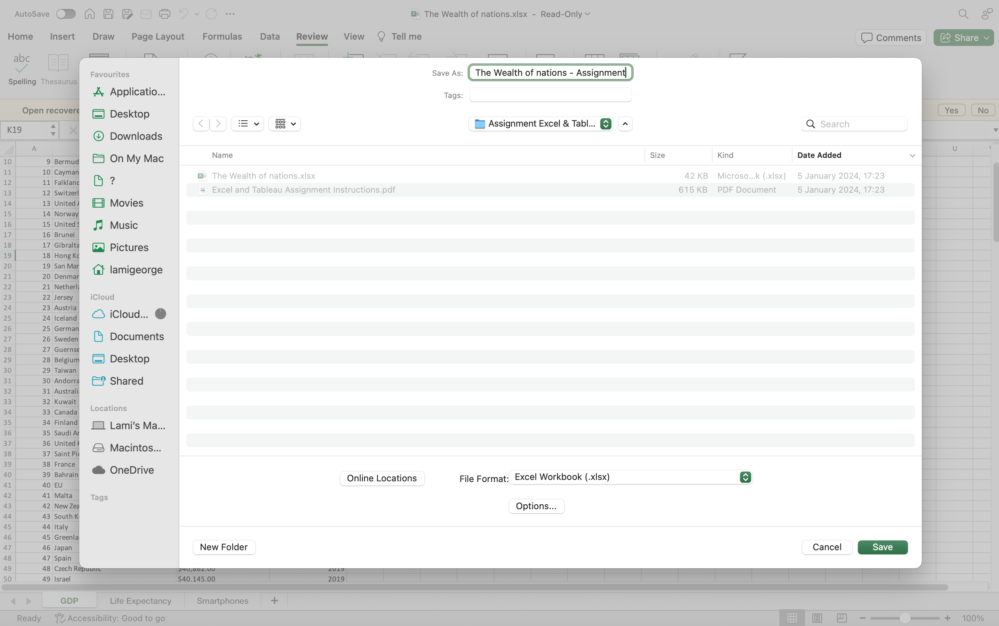 AutoSave
The Wealth of nations.xlsx - Read-Only
Home Insert Draw Page Layout Formulas Data Review View Tell me Comments Share
abc
Spelling Thesaurus
Open recovere Yes No
K19
Favourites
Applicatio...
Desktop
Downloads
On My Mac
?
Movies
Music
Pictures
lamigeorge
iCloud
iCloud...
Documents
Desktop
Shared
Locations
Lami's Ma...
Macintos...
OneDrive
Tags
Save As: The Wealth of nations - Assignment
Tags:
Assignment Excel & Tabl... Search
Name Size Kind Date Added
The Wealth of nations.xlsx 42 KB Microso...k (.xlsx) 5 January 2024, 17:23
Excel and Tableau Assignment Instructions.pdf 615 KB PDF Document 5 January 2024, 17:23
Online Locations File Format: Excel Workbook (.xlsx)
Options...
New Folder Cancel Save
A U
10 9 Bermud
11 10 Cayman
12 11 Falkland
13 12 Switzerl
14 13 United A
15 14 Norway
16 15 United S
17 16 Brunei
18 17 Gibralta
19 18 Hong Ko
20 19 San Mar
21 20 Denmar
22 21 Netherla
23 22 Jersey
24 23 Austria
25 24 Iceland
26 25 German
27 26 Sweden
28 27 Guernse
29 28 Belgium
30 29 Taiwan
31 30 Andorra
32 31 Australi
33 32 Kuwait
34 33 Canada
35 34 Finland
36 35 Saudi Ar
37 36 United K
38 37 Saint Pie
39 38 France
40 39 Bahrain
41 40 EU
42 41 Malta
43 42 New Zea
44 43 South K
45 44 Italy
46 45 Greenla
47 46 Japan
48 47 Spain
49 48 Czech Republic $40,862.00 2019
50 49 Israel $40,145.00 2019
GDP Life Expectancy Smartphones +
Ready Accessibility: Good to go 100%